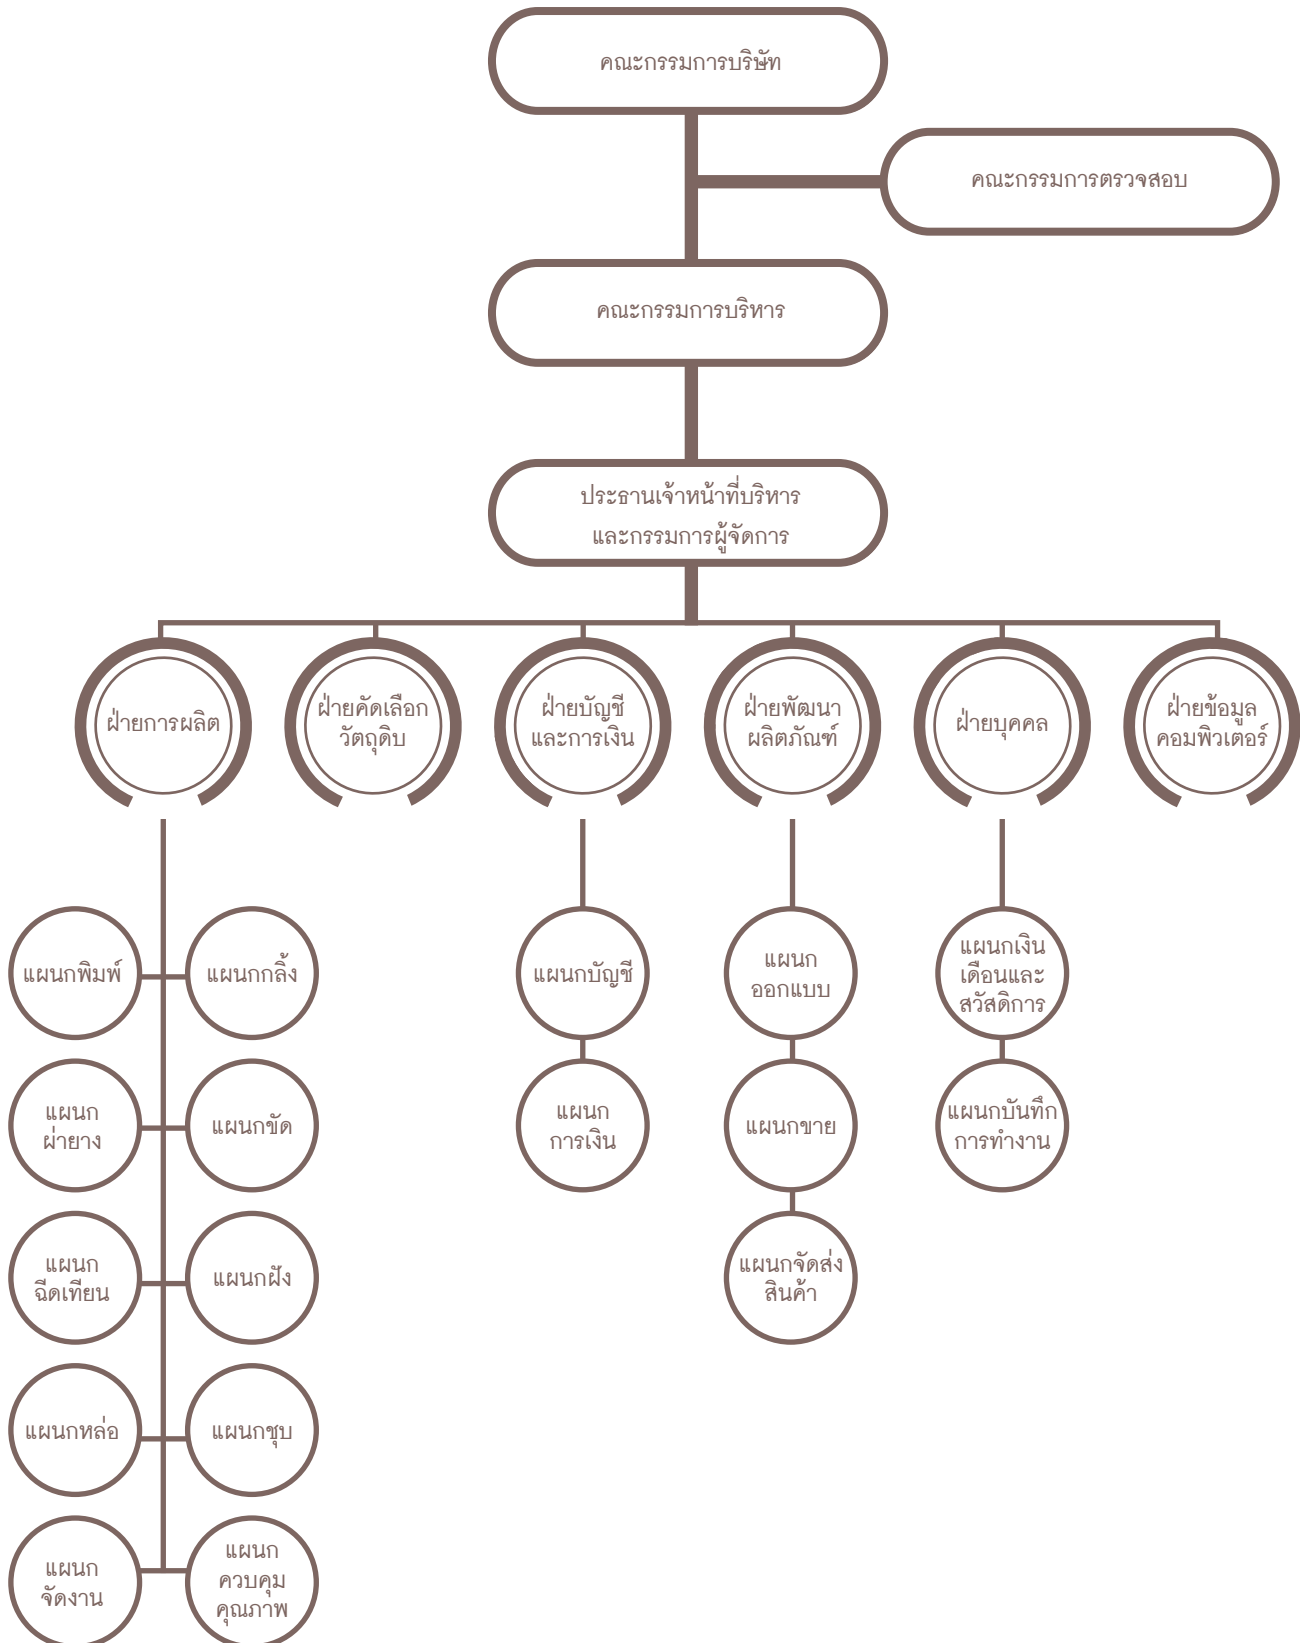 คณะกรรมการบริษัท
คณะกรรมการตรวจสอบ
คณะกรรมการบริหาร
ประธานเจ้าหน้าที่บริหาร
และกรรมการผู้จัดการ
ฝ่ายการผลิต
ฝ่ายคัดเลือก
วัตถุดิบ
ฝ่ายบัญชี
และการเงิน
ฝ่ายพัฒนา
ผลิตภัณฑ์
ฝ่ายบุคคล
ฝ่ายข้อมูล
คอมพิวเตอร์
แผนกพิมพ์
แผนกกลิ้ง
แผนกบัญชี
แผนก
ออกแบบ
แผนกเงิน
เดือนและ
สวัสดิการ
แผนก
ผ่ายาง
แผนกขัด
แผนก
การเงิน
แผนกขาย
แผนกบันทึก
การทำงาน
แผนก
ฉีดเทียน
แผนกฝัง
แผนกจัดส่ง
สินค้า
แผนกหล่อ
แผนกชุบ
แผนก
จัดงาน
แผนก
ควบคุม
คุณภาพ